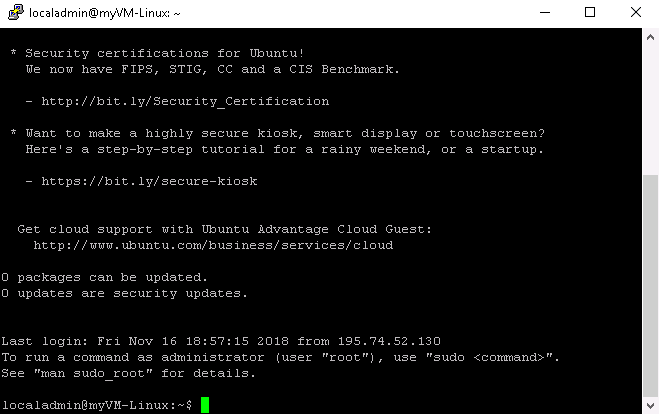 localadmin@myVM-Linux: ~
* Security certifications for Ubuntu!
We now have FIPS, STIG, CC and a CIS Benchmark.
- http://bit.ly/Security_Certification
* Want to make a highly secure kiosk, smart display or touchscreen?
Here's a step-by-step tutorial for a rainy weekend, or a startup.
- https://bit.ly/secure-kiosk
Get cloud support with Ubuntu Advantage Cloud Guest:
http://www.ubuntu.com/business/services/cloud
0 packages can be updated.
0 updates are security updates.
Last login: Fri Nov 16 18:57:15 2018 from 195.74.52.130
To run a command as administrator (user "root"), use "sudo <command>".
See "man sudo_root" for details.
localadmin@myVM-Linux:~$